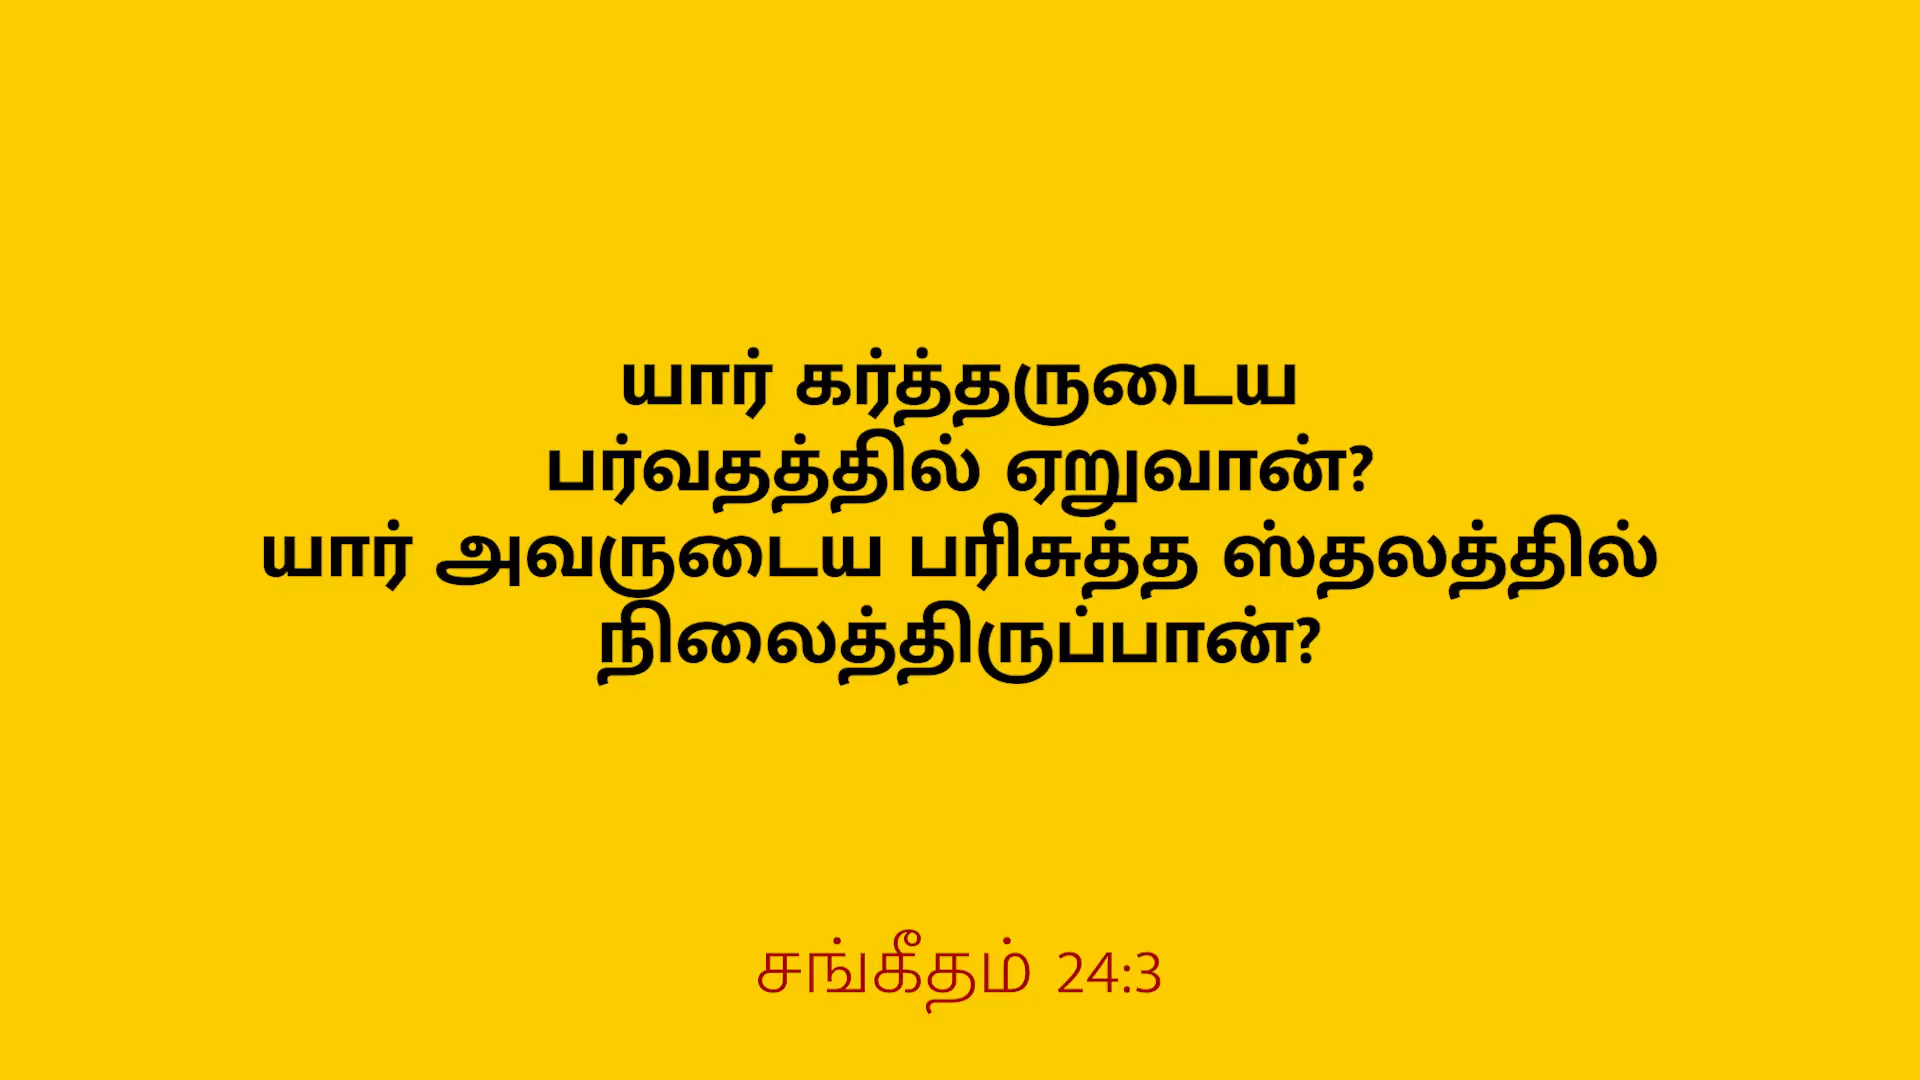 யார் கர்த்தருடைய
பர்வதத்தில் ஏறுவான்?
யார் அவருடைய பரிசுத்த ஸ்தலத்தில்
நிலைத்திருப்பான்?
சங்கீதம் 24:3